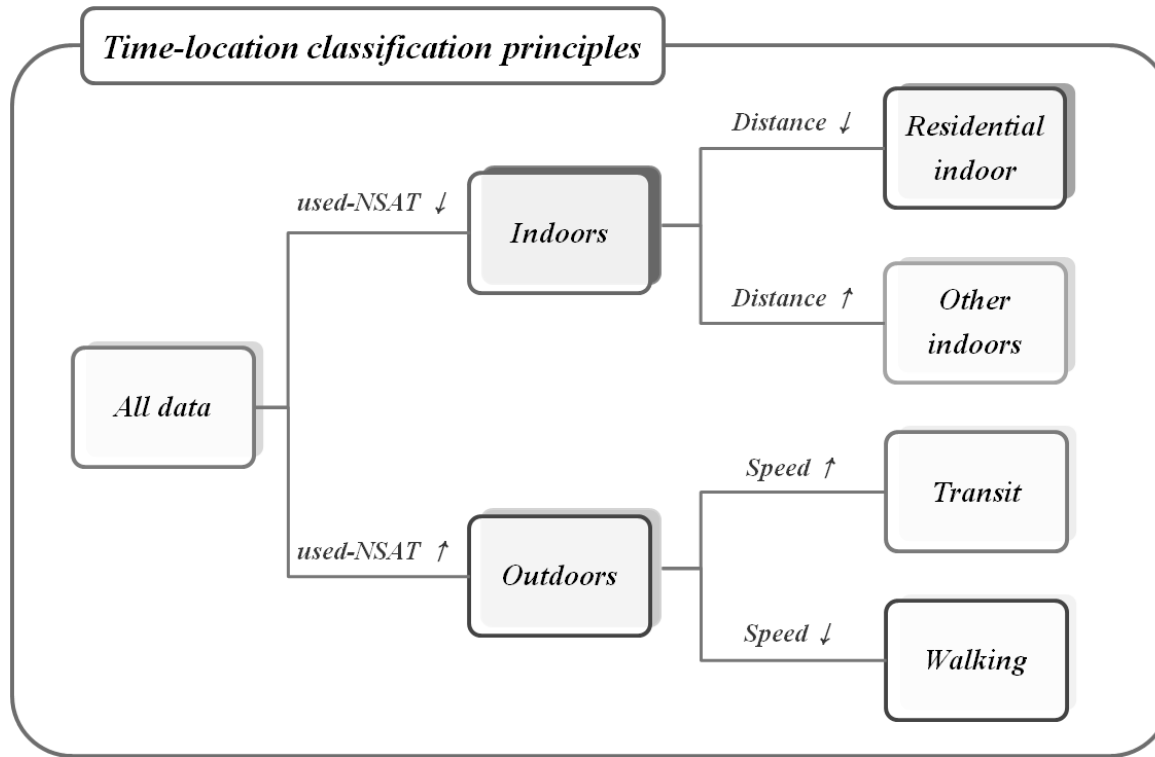 Time-location classification principles
Distance ↓
Residential
indoor
used-NSAT ↓
Indoors
Distance ↑
Other
indoors
All data
Speed ↑
Transit
used-NSAT ↑
Outdoors
Speed ↓
Walking